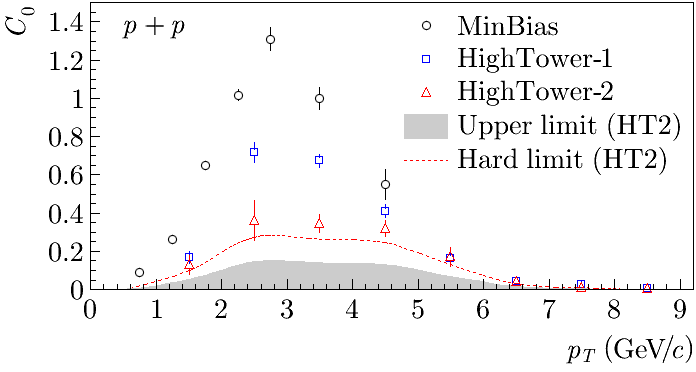 C0
p + p
MinBias
HighTower-1
HighTower-2
Upper limit (HT2)
Hard limit (HT2)
1.4
1.2
1
0.8
0.6
0.4
0.2
0
0 1 2 3 4 5 6 7 8 9
pT (GeV/c)